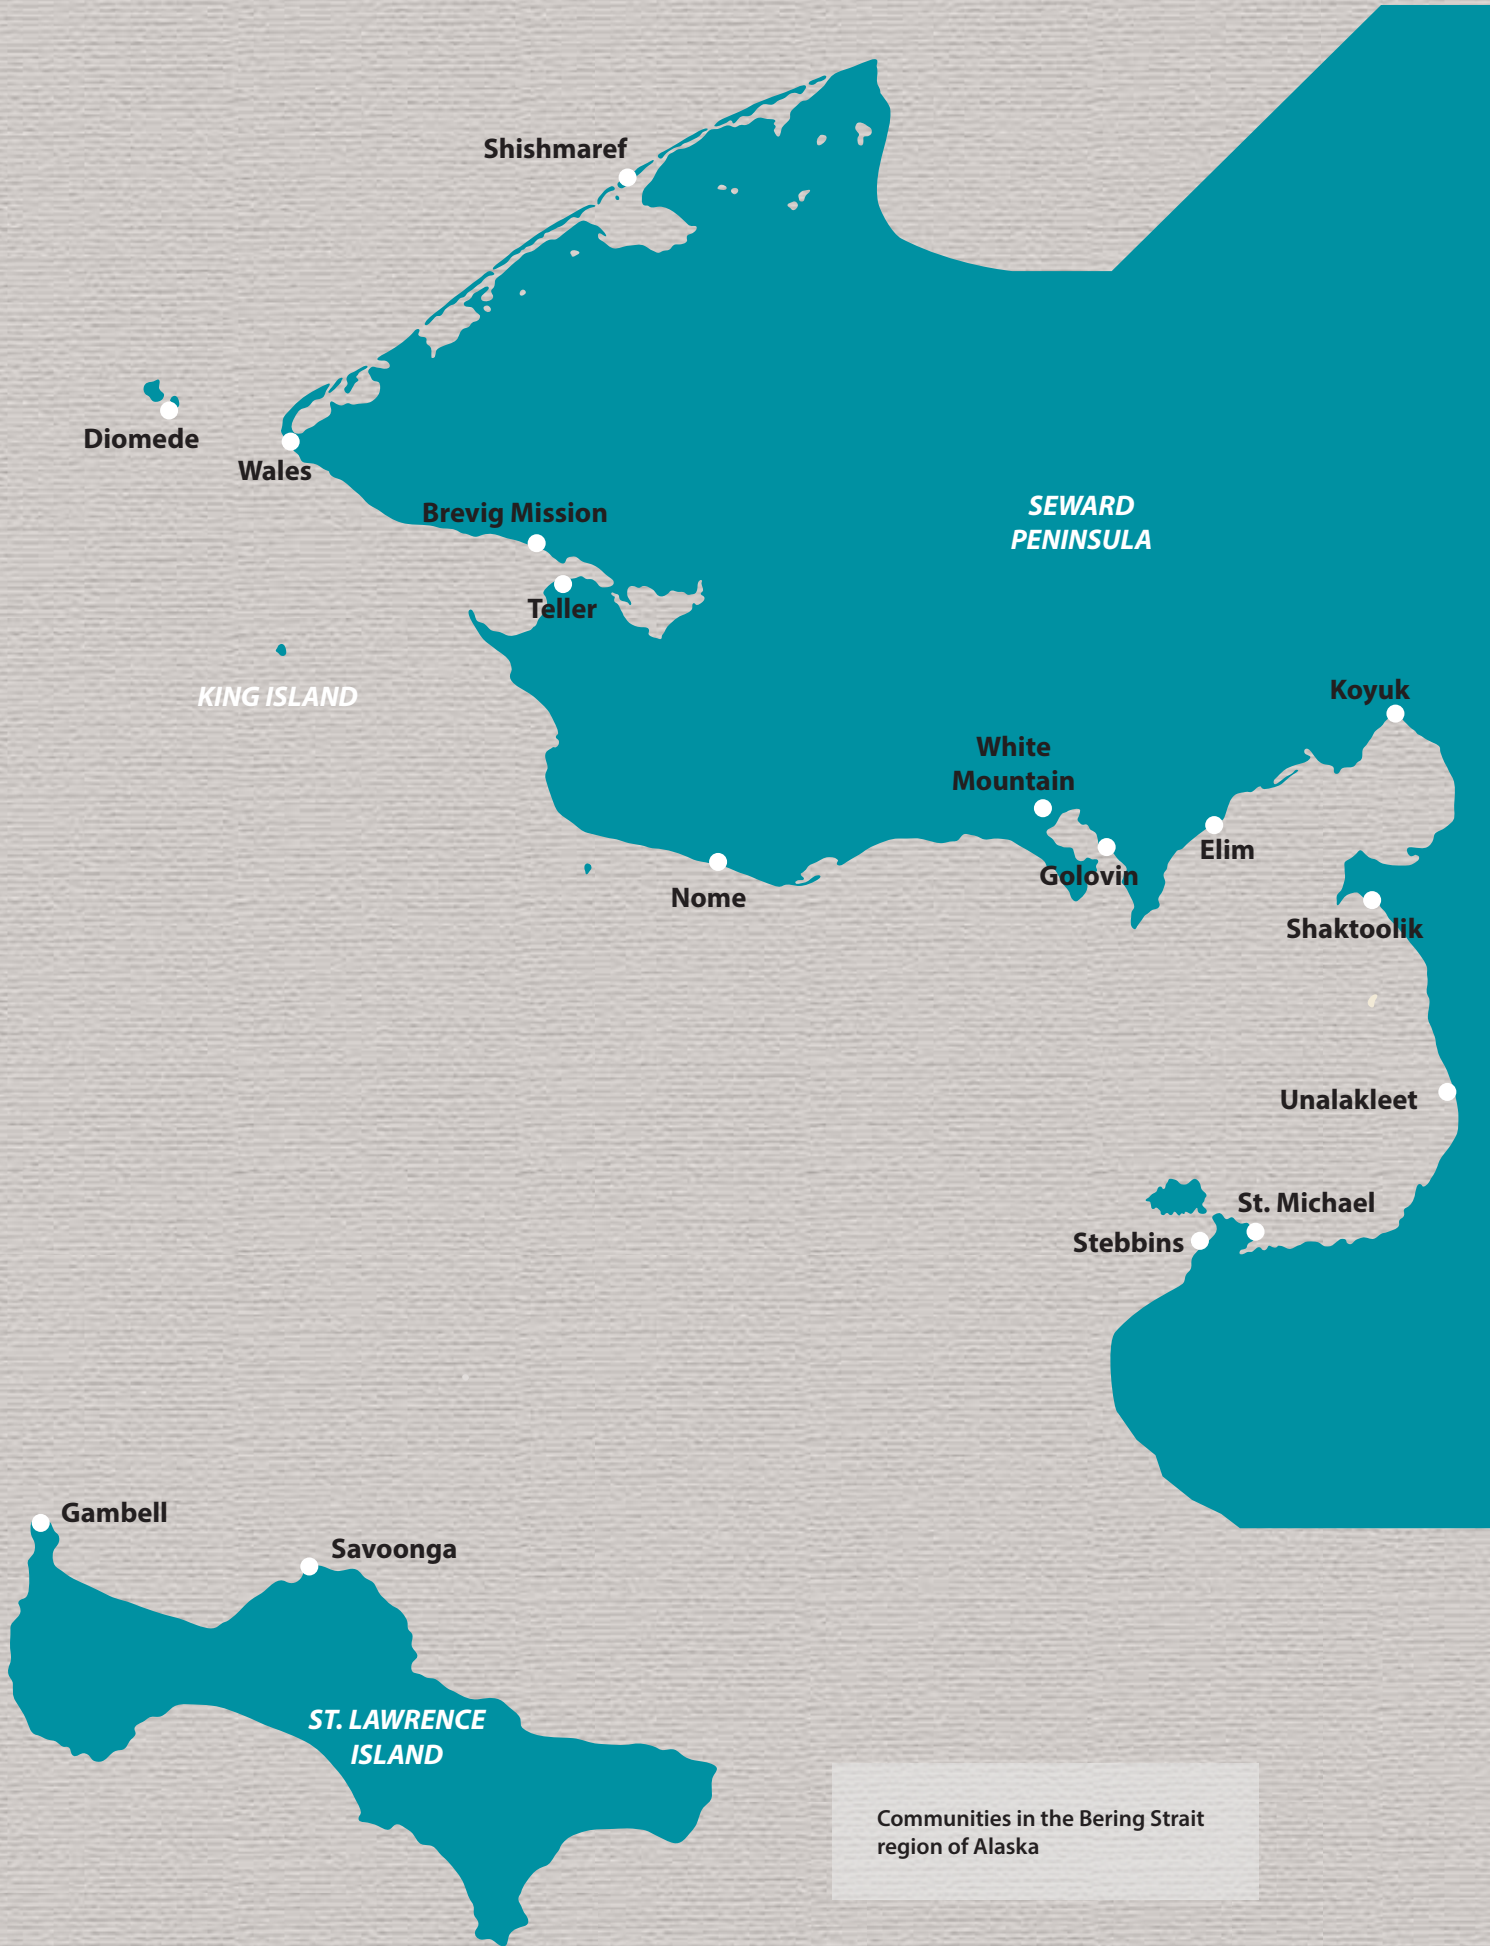 Shishmaref
Diomede
Wales
Brevig Mission
SEWARD
PENINSULA
Teller
KING ISLAND
Koyuk
White
Mountain
Elim
Golovin
Nome
Shaktoolik
Unalakleet
St. Michael
Stebbins
Gambell
Savoonga
ST. LAWRENCE
ISLAND
Communities in the Bering Strait
region of Alaska